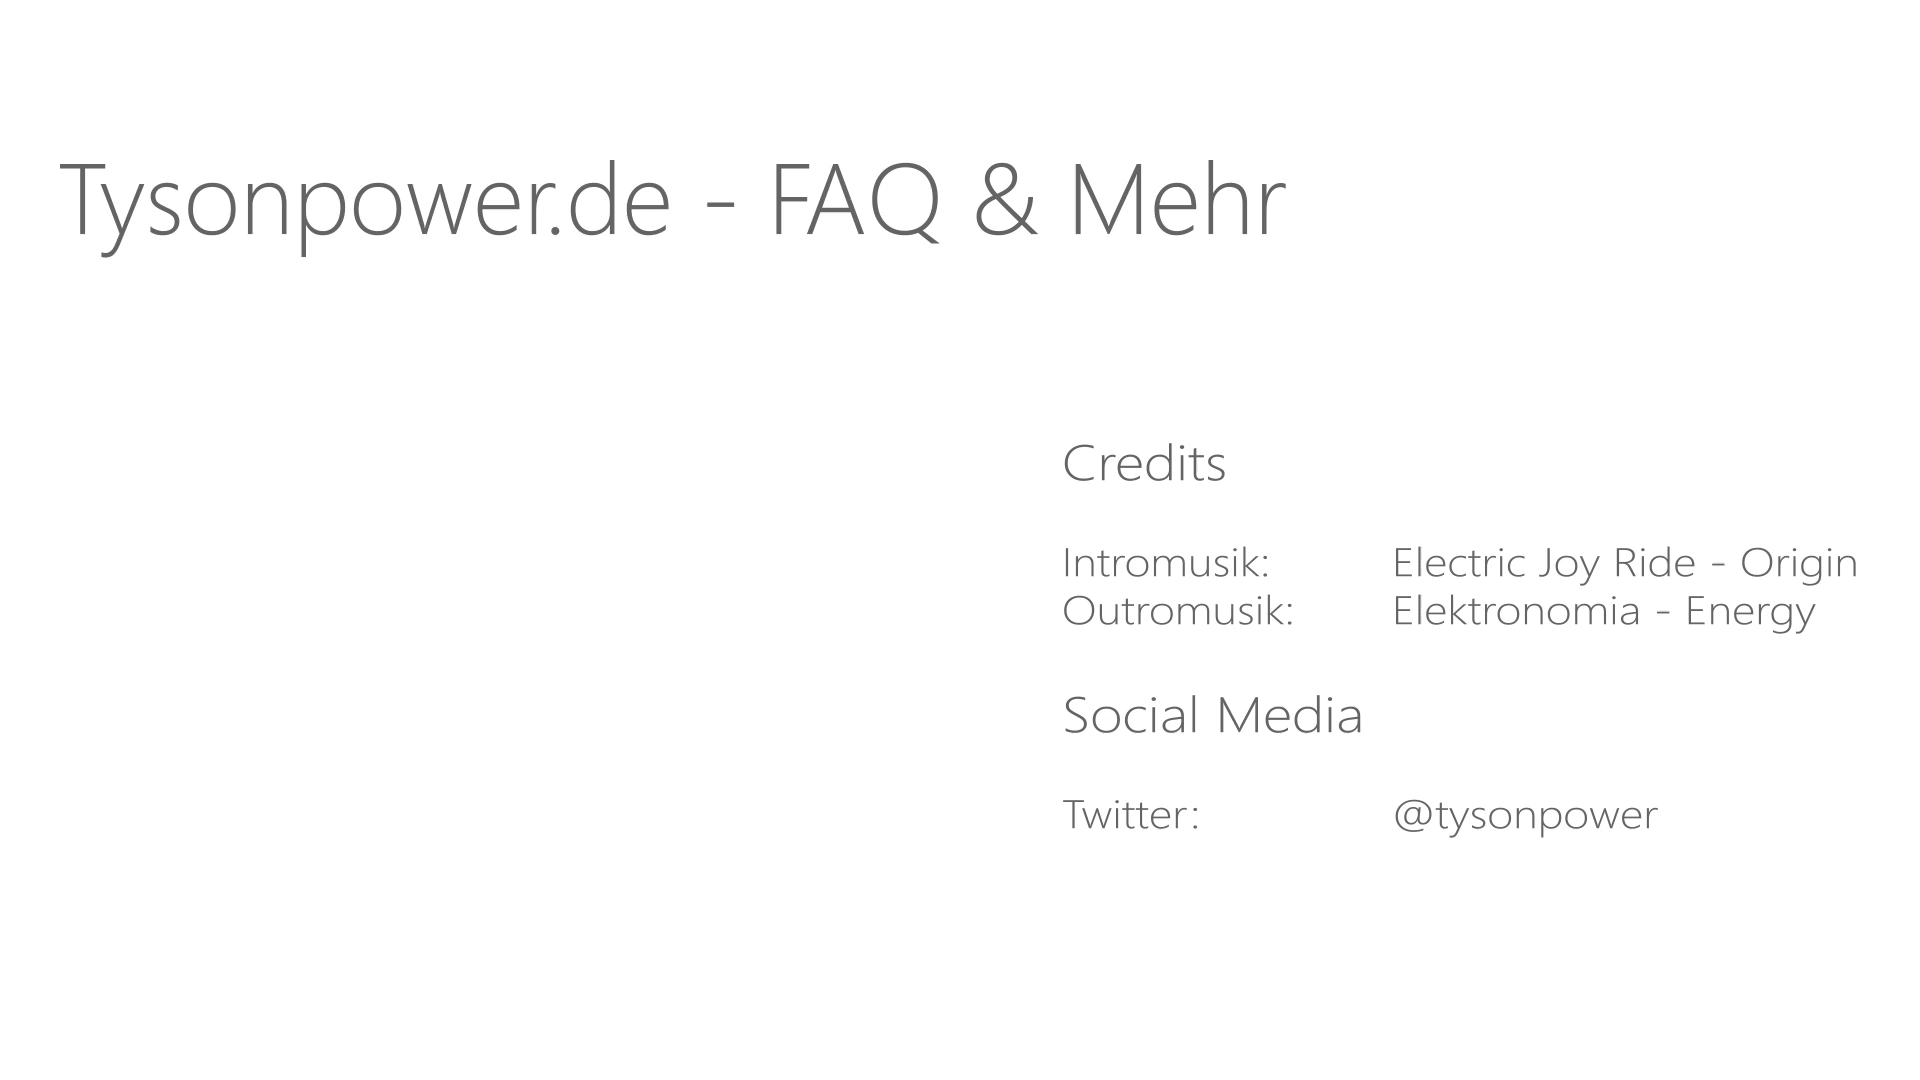 Tysonpower.de - FAQ & Mehr
Credits
Intromusik: Electric Joy Ride - Origin
Outromusik: Elektronomia - Energy
Social Media
Twitter: @tysonpower